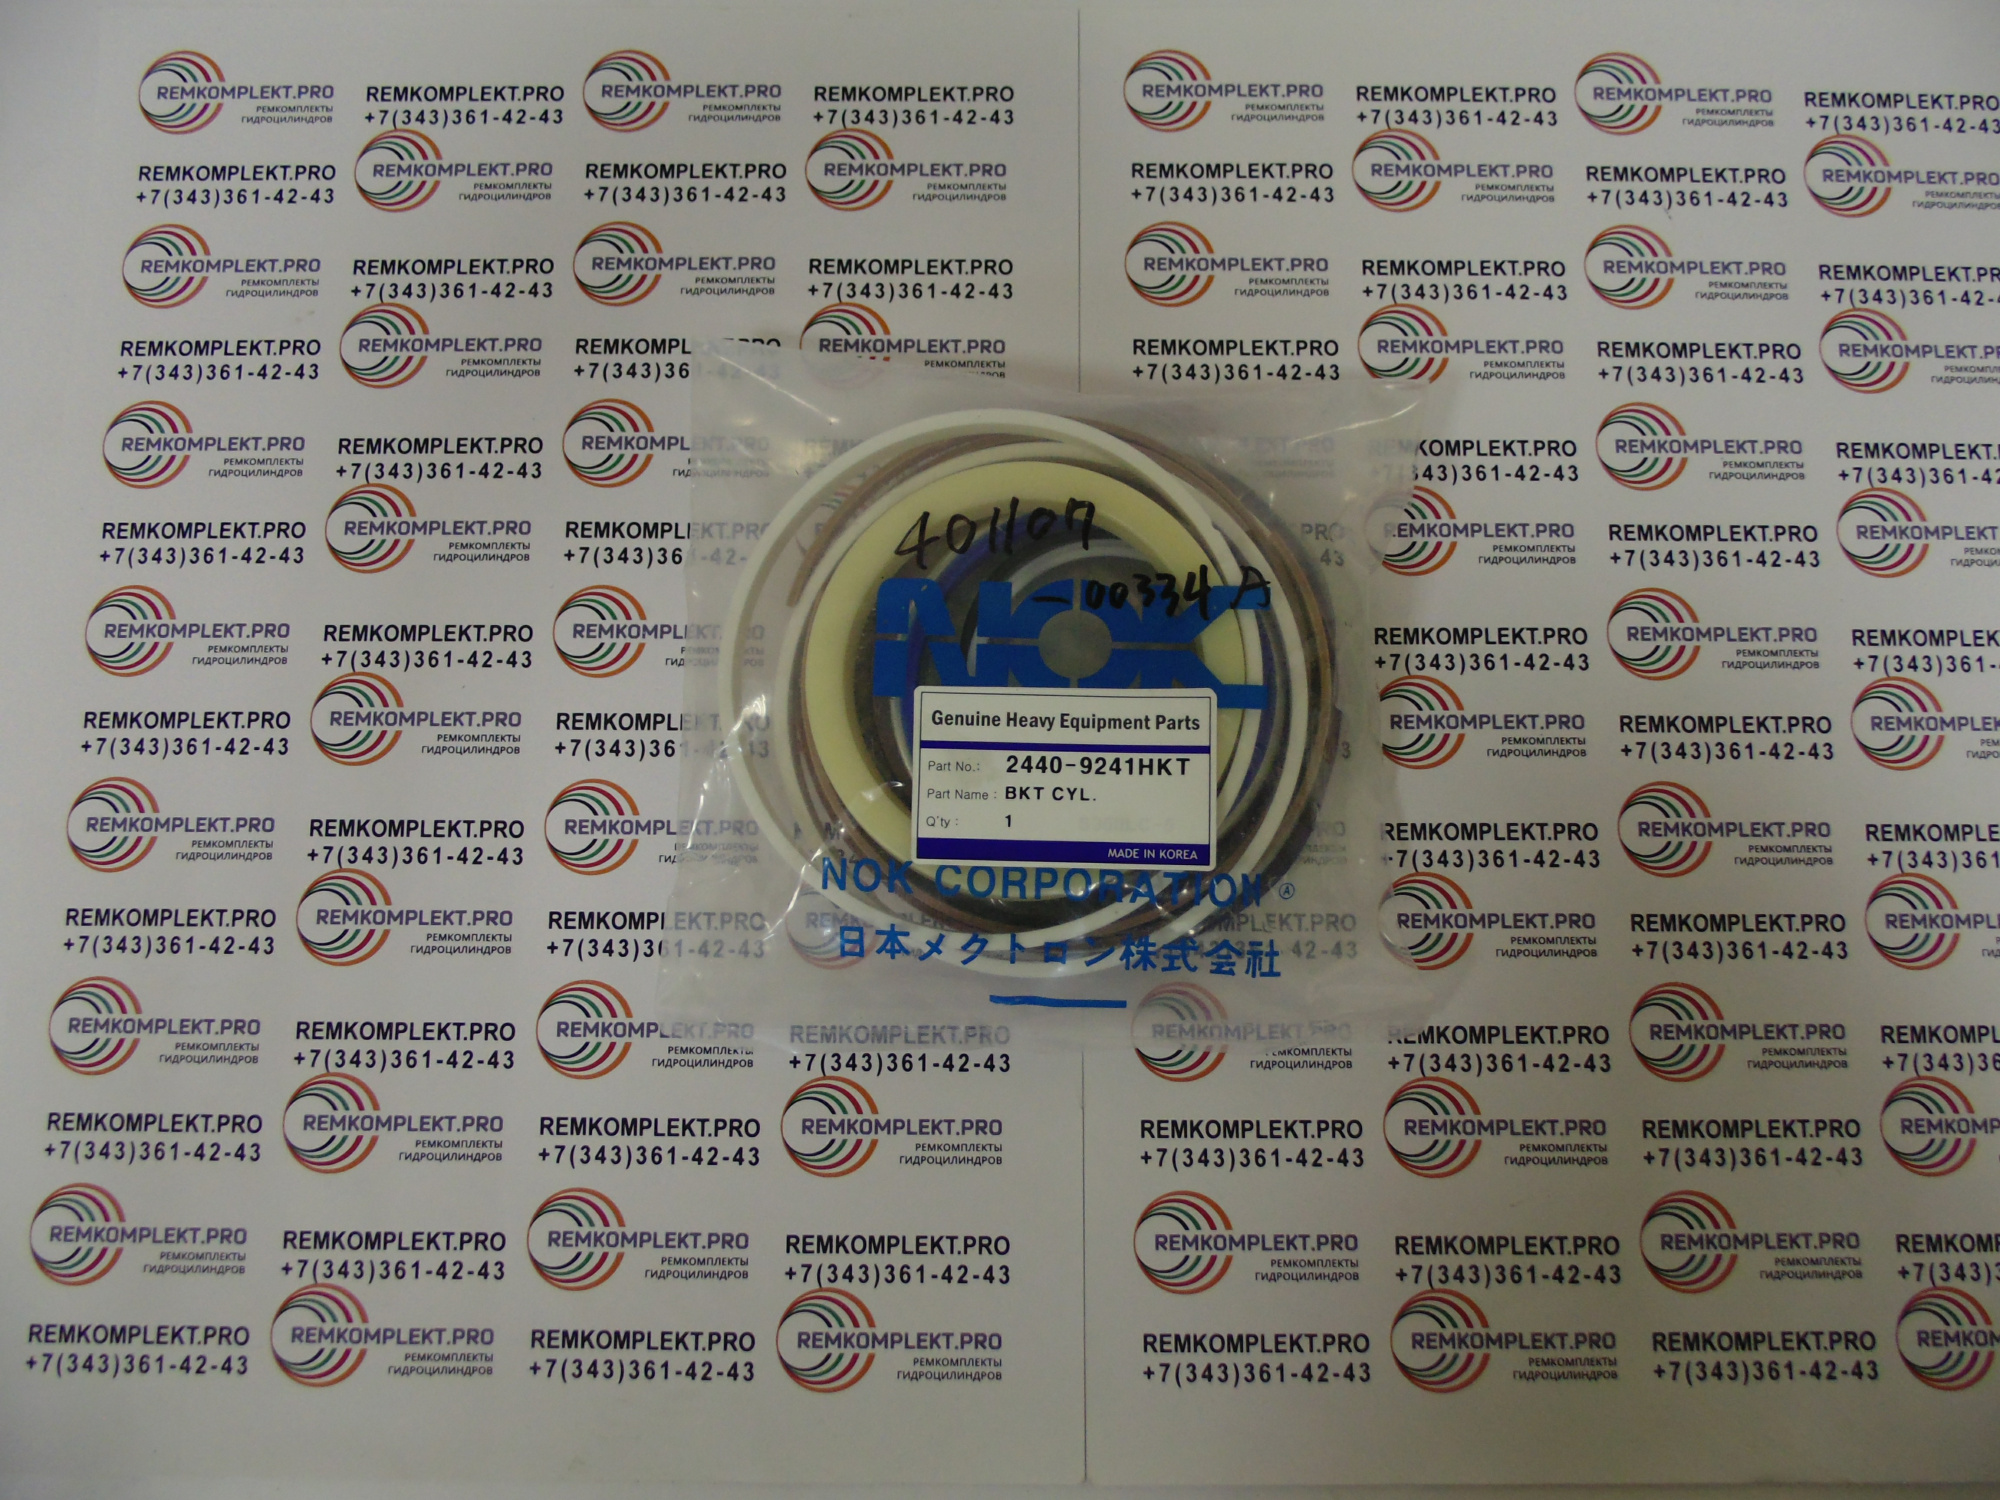 REMKOMPLEKT.PRO
РЕМКОМПЛЕКТЫ
ГИДРОЦИЛИНДРОВ
REMKOMPLEKT.PRO
+7(343)361-42-43
401107
-00334A
NOK
Genuine Heavy Equipment Parts
Part No.: 2440-9241HKT
Part Name : BKT CYL.
Q'ty : 1
MADE IN KOREA
NOK CORPORATION
日本メクトロン株式会社